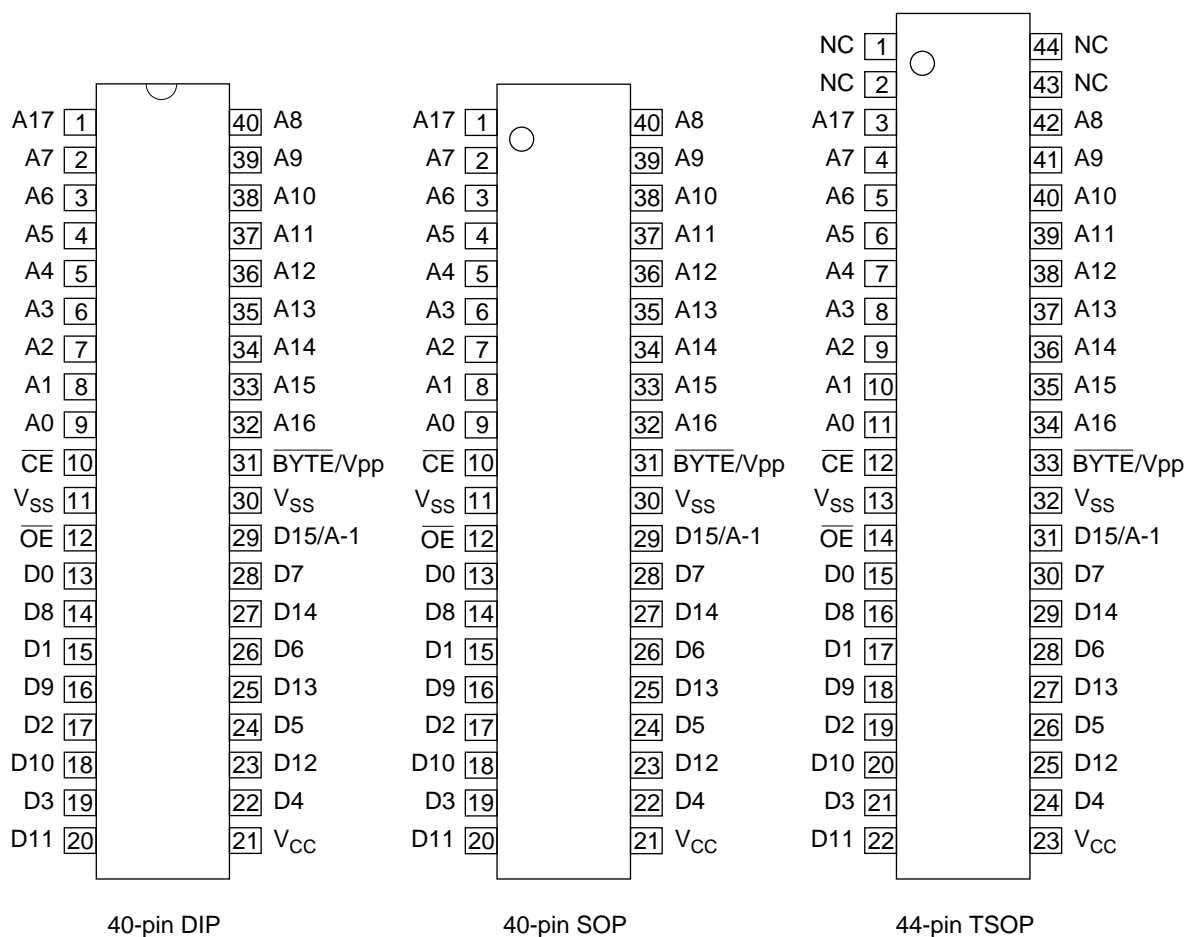 NC 1 44 NC
NC 2 43 NC
A17 1 40 A8 A17 1 40 A8 A17 3 42 A8
A7 2 39 A9 A7 2 39 A9 A7 4 41 A9
A6 3 38 A10 A6 3 38 A10 A6 5 40 A10
A5 4 37 A11 A5 4 37 A11 A5 6 39 A11
A4 5 36 A12 A4 5 36 A12 A4 7 38 A12
A3 6 35 A13 A3 6 35 A13 A3 8 37 A13
A2 7 34 A14 A2 7 34 A14 A2 9 36 A14
A1 8 33 A15 A1 8 33 A15 A1 10 35 A15
A0 9 32 A16 A0 9 32 A16 A0 11 34 A16
C̅E̅ 10 31 B̅Y̅T̅E̅/Vpp C̅E̅ 10 31 B̅Y̅T̅E̅/Vpp C̅E̅ 12 33 B̅Y̅T̅E̅/Vpp
VSS 11 30 VSS VSS 11 30 VSS VSS 13 32 VSS
O̅E̅ 12 29 D15/A-1 O̅E̅ 12 29 D15/A-1 O̅E̅ 14 31 D15/A-1
D0 13 28 D7 D0 13 28 D7 D0 15 30 D7
D8 14 27 D14 D8 14 27 D14 D8 16 29 D14
D1 15 26 D6 D1 15 26 D6 D1 17 28 D6
D9 16 25 D13 D9 16 25 D13 D9 18 27 D13
D2 17 24 D5 D2 17 24 D5 D2 19 26 D5
D10 18 23 D12 D10 18 23 D12 D10 20 25 D12
D3 19 22 D4 D3 19 22 D4 D3 21 24 D4
D11 20 21 VCC D11 20 21 VCC D11 22 23 VCC
40-pin DIP 40-pin SOP 44-pin TSOP